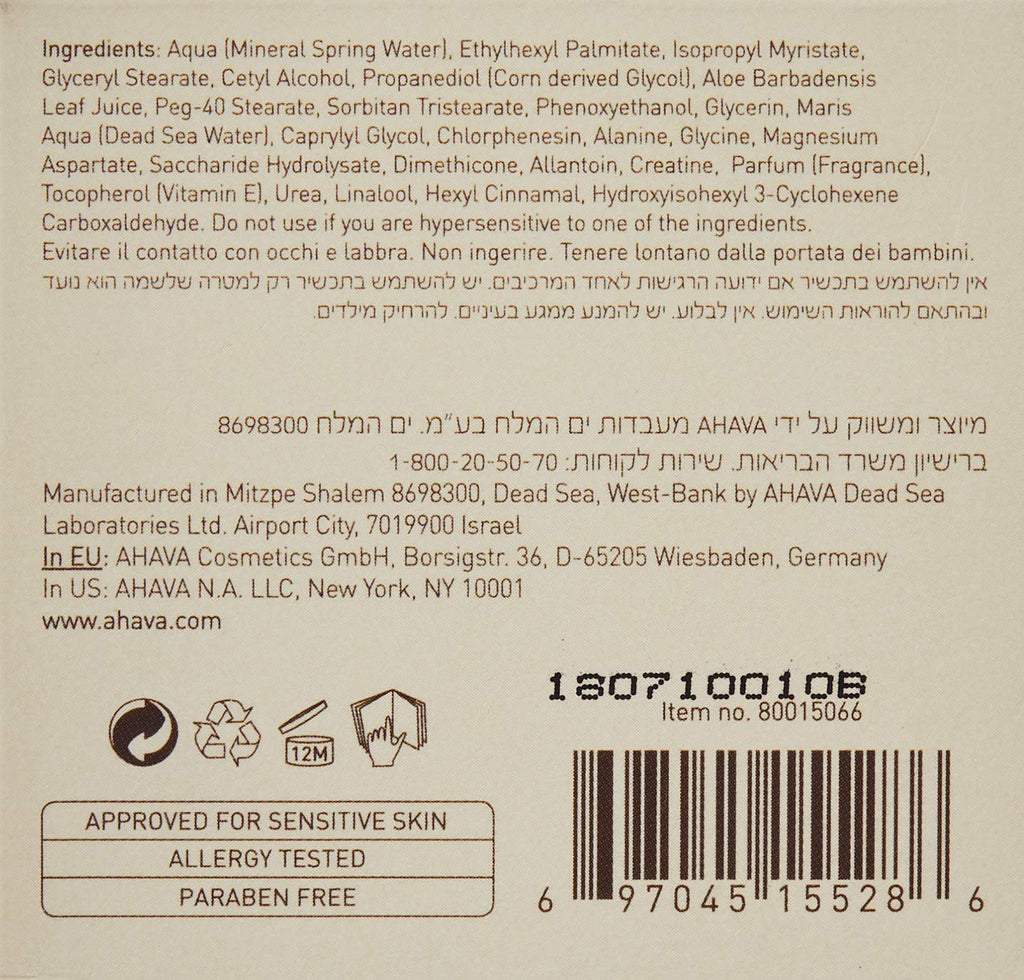 Ingredients: Aqua (Mineral Spring Water), Ethylhexyl Palmitate, Isopropyl Myristate,
Glyceryl Stearate, Cetyl Alcohol, Propanediol (Corn derived Glycol), Aloe Barbadensis
Leaf Juice, Peg-40 Stearate, Sorbitan Tristearate, Phenoxyethanol, Glycerin, Maris
Aqua (Dead Sea Water), Caprylyl Glycol, Chlorphenesin, Alanine, Glycine, Magnesium
Aspartate, Saccharide Hydrolysate, Dimethicone, Allantoin, Creatine, Parfum (Fragrance),
Tocopherol (Vitamin E), Urea, Linalool, Hexyl Cinnamal, Hydroxyisohexyl 3-Cyclohexene
Carboxaldehyde. Do not use if you are hypersensitive to one of the ingredients.
Evitare il contatto con occhi e labbra. Non ingerire. Tenere lontano dalla portata dei bambini.
אין להשתמש בתכשיר אם ידועה הרגישות לאחד המרכיבים. יש להשתמש בתכשיר רק למטרה שלשמה הוא נועד
ובהתאם להוראות השימוש. אין לבלוע. יש להמנע ממגע בעיניים. להרחיק מילדים.
מיוצר ומשווק על ידי AHAVA מעבדות ים המלח בע"מ. ים המלח 8698300
ברישיון משרד הבריאות. שירות לקוחות: 1-800-20-50-70
Manufactured in Mitzpe Shalem 8698300, Dead Sea, West-Bank by AHAVA Dead Sea
Laboratories Ltd. Airport City, 7019900 Israel
In EU: AHAVA Cosmetics GmbH, Borsigstr. 36, D-65205 Wiesbaden, Germany
In US: AHAVA N.A. LLC, New York, NY 10001
www.ahava.com
180710010B
Item no. 80015066
12M
APPROVED FOR SENSITIVE SKIN
ALLERGY TESTED
PARABEN FREE
6 97045 15528 6